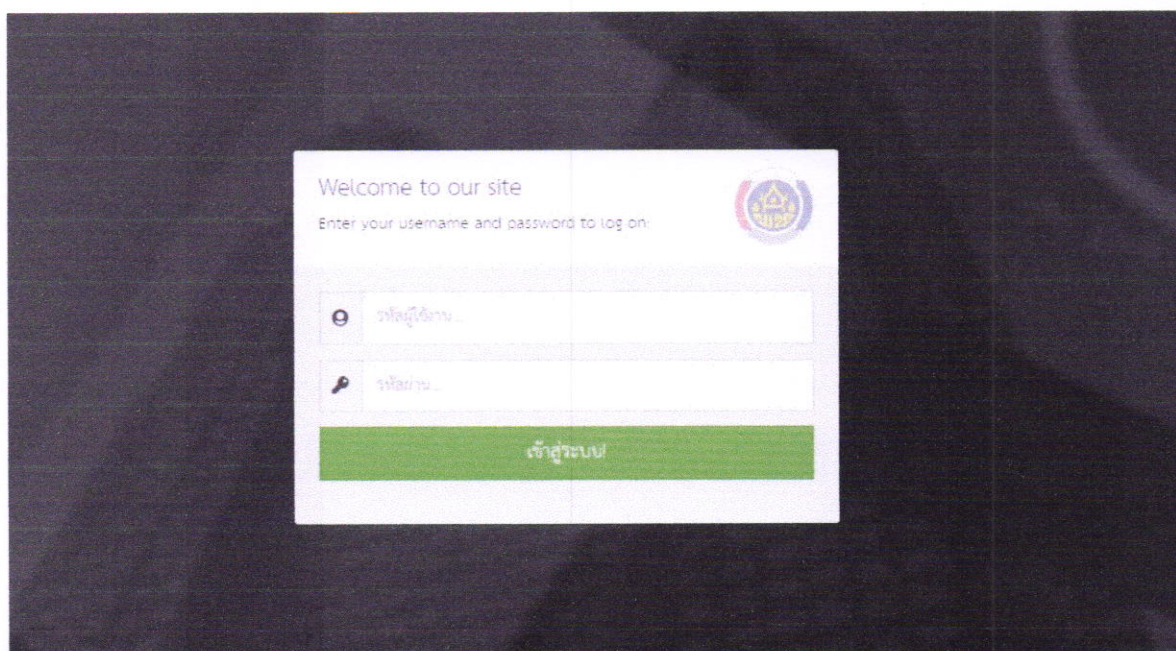 Welcome to our site
Enter your username and password to log on:
รหัสผู้ใช้งาน...
รหัสผ่าน...
เข้าสู่ระบบ!